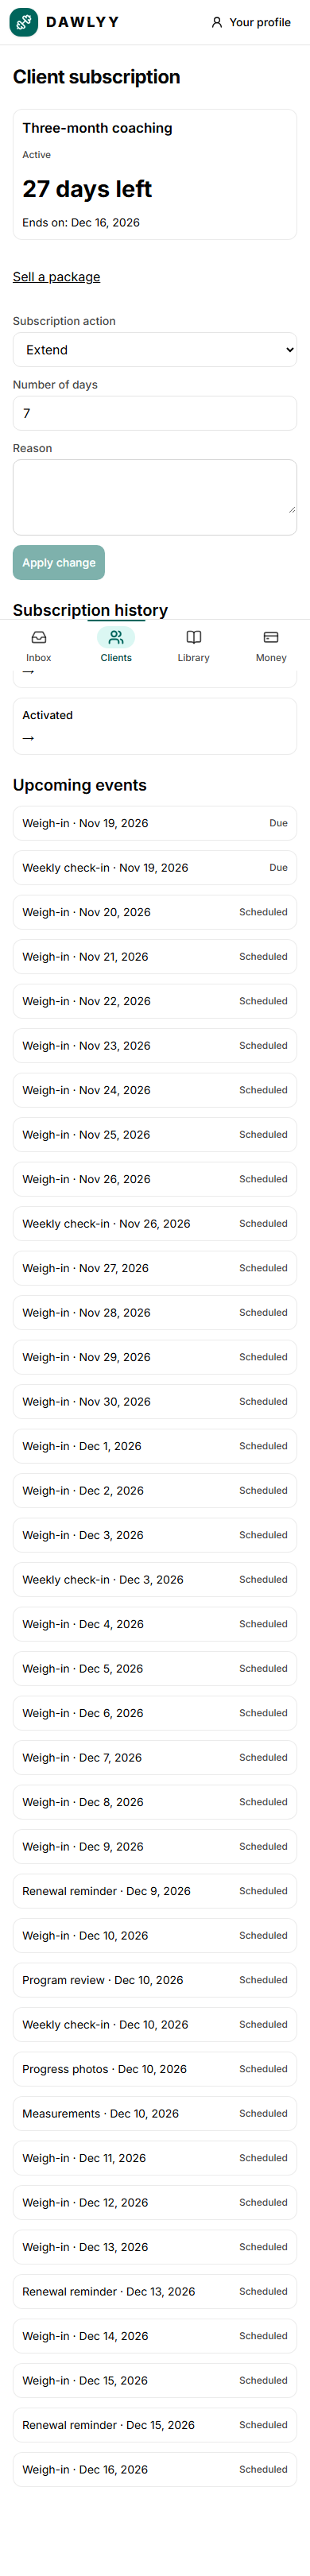 DAWLYY
Your profile
Client subscription
Three-month coaching
Active
27 days left
Ends on: Dec 16, 2026
Sell a package
Subscription action
Extend
Number of days
7
Reason
Apply change
Subscription history
Inbox
Clients
Library
Money
→
Activated
→
Upcoming events
Weigh-in · Nov 19, 2026 Due
Weekly check-in · Nov 19, 2026 Due
Weigh-in · Nov 20, 2026 Scheduled
Weigh-in · Nov 21, 2026 Scheduled
Weigh-in · Nov 22, 2026 Scheduled
Weigh-in · Nov 23, 2026 Scheduled
Weigh-in · Nov 24, 2026 Scheduled
Weigh-in · Nov 25, 2026 Scheduled
Weigh-in · Nov 26, 2026 Scheduled
Weekly check-in · Nov 26, 2026 Scheduled
Weigh-in · Nov 27, 2026 Scheduled
Weigh-in · Nov 28, 2026 Scheduled
Weigh-in · Nov 29, 2026 Scheduled
Weigh-in · Nov 30, 2026 Scheduled
Weigh-in · Dec 1, 2026 Scheduled
Weigh-in · Dec 2, 2026 Scheduled
Weigh-in · Dec 3, 2026 Scheduled
Weekly check-in · Dec 3, 2026 Scheduled
Weigh-in · Dec 4, 2026 Scheduled
Weigh-in · Dec 5, 2026 Scheduled
Weigh-in · Dec 6, 2026 Scheduled
Weigh-in · Dec 7, 2026 Scheduled
Weigh-in · Dec 8, 2026 Scheduled
Weigh-in · Dec 9, 2026 Scheduled
Renewal reminder · Dec 9, 2026 Scheduled
Weigh-in · Dec 10, 2026 Scheduled
Program review · Dec 10, 2026 Scheduled
Weekly check-in · Dec 10, 2026 Scheduled
Progress photos · Dec 10, 2026 Scheduled
Measurements · Dec 10, 2026 Scheduled
Weigh-in · Dec 11, 2026 Scheduled
Weigh-in · Dec 12, 2026 Scheduled
Weigh-in · Dec 13, 2026 Scheduled
Renewal reminder · Dec 13, 2026 Scheduled
Weigh-in · Dec 14, 2026 Scheduled
Weigh-in · Dec 15, 2026 Scheduled
Renewal reminder · Dec 15, 2026 Scheduled
Weigh-in · Dec 16, 2026 Scheduled